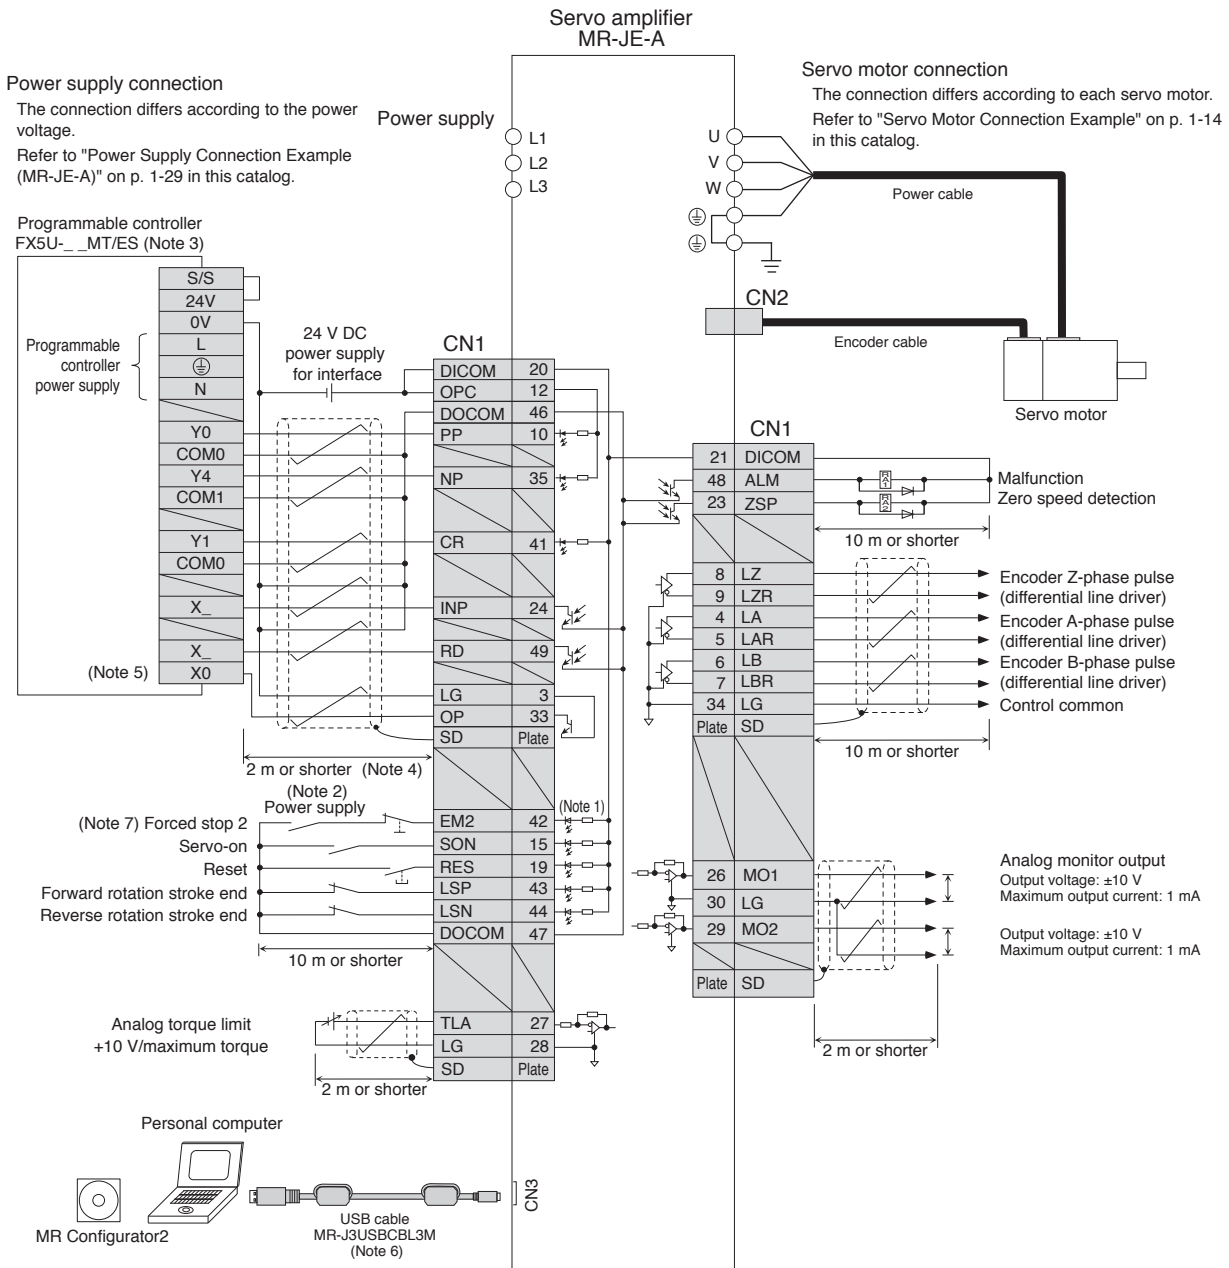 Servo amplifier
MR-JE-A
Power supply connection
The connection differs according to the power
voltage.
Refer to "Power Supply Connection Example
(MR-JE-A)" on p. 1-29 in this catalog.
Power supply
L1
L2
L3
Servo motor connection
The connection differs according to each servo motor.
Refer to "Servo Motor Connection Example" on p. 1-14
in this catalog.
U
V
W
Power cable
CN2
Encoder cable
Servo motor
Programmable controller
FX5U-_ _MT/ES (Note 3)
S/S
24V
0V
L
N
Programmable
controller
power supply
Y0
COM0
Y4
COM1
Y1
COM0
X_
X_
(Note 5) X0
24 V DC
power supply
for interface
CN1
DICOM 20
OPC 12
DOCOM 46
PP 10
NP 35
CR 41
INP 24
RD 49
LG 3
OP 33
SD Plate
2 m or shorter (Note 4)
(Note 2)
Power supply
(Note 1)
(Note 7) Forced stop 2
EM2 42
Servo-on
SON 15
Reset
RES 19
Forward rotation stroke end
LSP 43
Reverse rotation stroke end
LSN 44
DOCOM 47
10 m or shorter
Analog torque limit
+10 V/maximum torque
TLA 27
LG 28
SD Plate
2 m or shorter
CN1
21 DICOM
48 ALM
RA1
Malfunction
23 ZSP
RA2
Zero speed detection
10 m or shorter
8 LZ
Encoder Z-phase pulse
9 LZR
(differential line driver)
4 LA
Encoder A-phase pulse
5 LAR
(differential line driver)
6 LB
Encoder B-phase pulse
7 LBR
(differential line driver)
34 LG
Control common
Plate SD
10 m or shorter
26 MO1
30 LG
29 MO2
Plate SD
Analog monitor output
Output voltage: ±10 V
Maximum output current: 1 mA
Output voltage: ±10 V
Maximum output current: 1 mA
2 m or shorter
Personal computer
MR Configurator2
USB cable
MR-J3USBCBL3M
(Note 6)
CN3